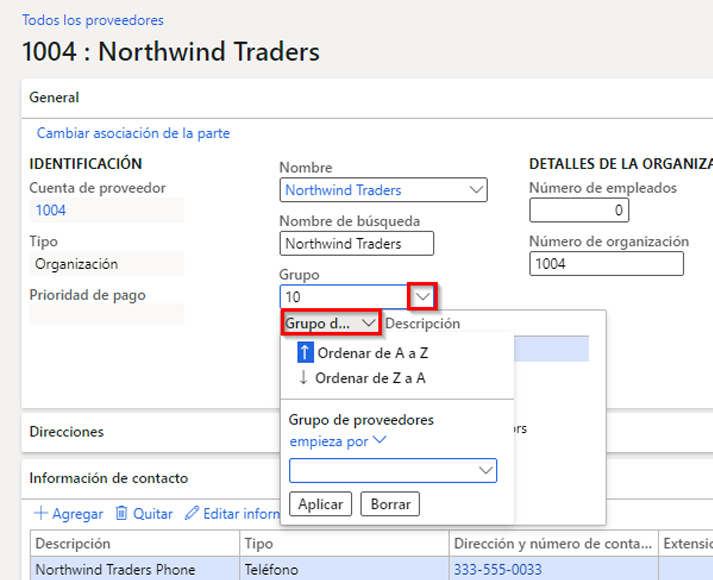 Todos los proveedores
1004 : Northwind Traders
General
Cambiar asociación de la parte
IDENTIFICACIÓN
Cuenta de proveedor
1004
Tipo
Organización
Prioridad de pago
Nombre
Northwind Traders
Nombre de búsqueda
Northwind Traders
Grupo
10
Grupo d... Descripción
Ordenar de A a Z
Ordenar de Z a A
Grupo de proveedores
empieza por
Aplicar Borrar
ors
DETALLES DE LA ORGANIZA
Número de empleados
0
Número de organización
1004
Direcciones
Información de contacto
Agregar Quitar Editar inform
Descripción Tipo Dirección y número de conta... Extensio
Northwind Traders Phone Teléfono 333-555-0033